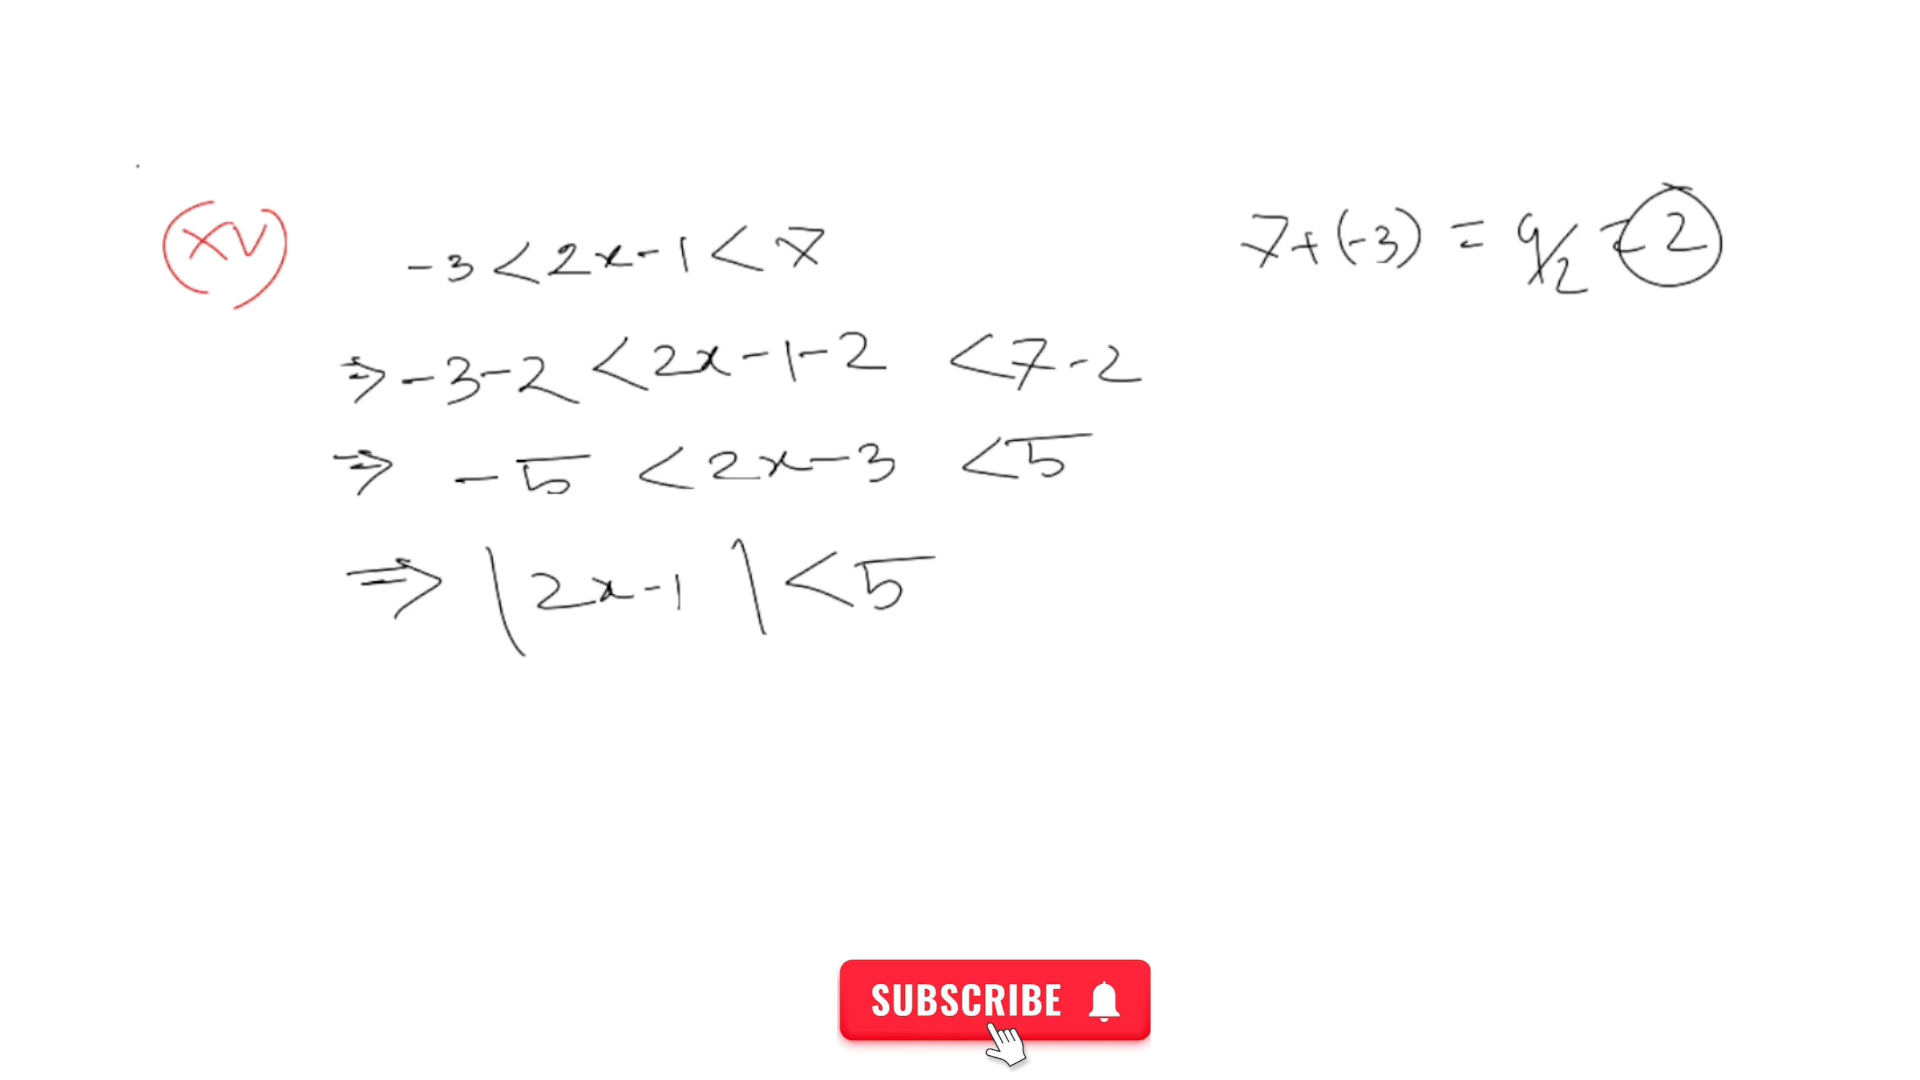 (XV)
-3 < 2x-1 < 7
7+(-3) = 4/2 = 2
⇒ -3-2 < 2x-1-2 < 7-2
⇒ -5 < 2x-3 < 5
⇒ |2x-1| < 5
SUBSCRIBE